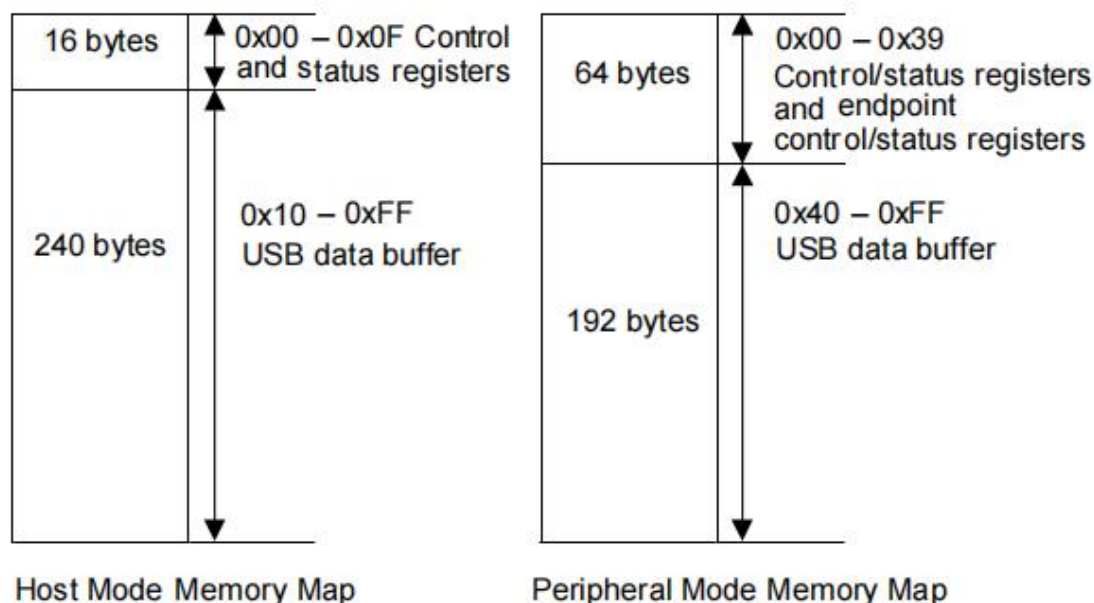 16 bytes
0x00 – 0x0F Control
and status registers
240 bytes
0x10 – 0xFF
USB data buffer
Host Mode Memory Map
64 bytes
0x00 – 0x39
Control/status registers
and endpoint
control/status registers
192 bytes
0x40 – 0xFF
USB data buffer
Peripheral Mode Memory Map